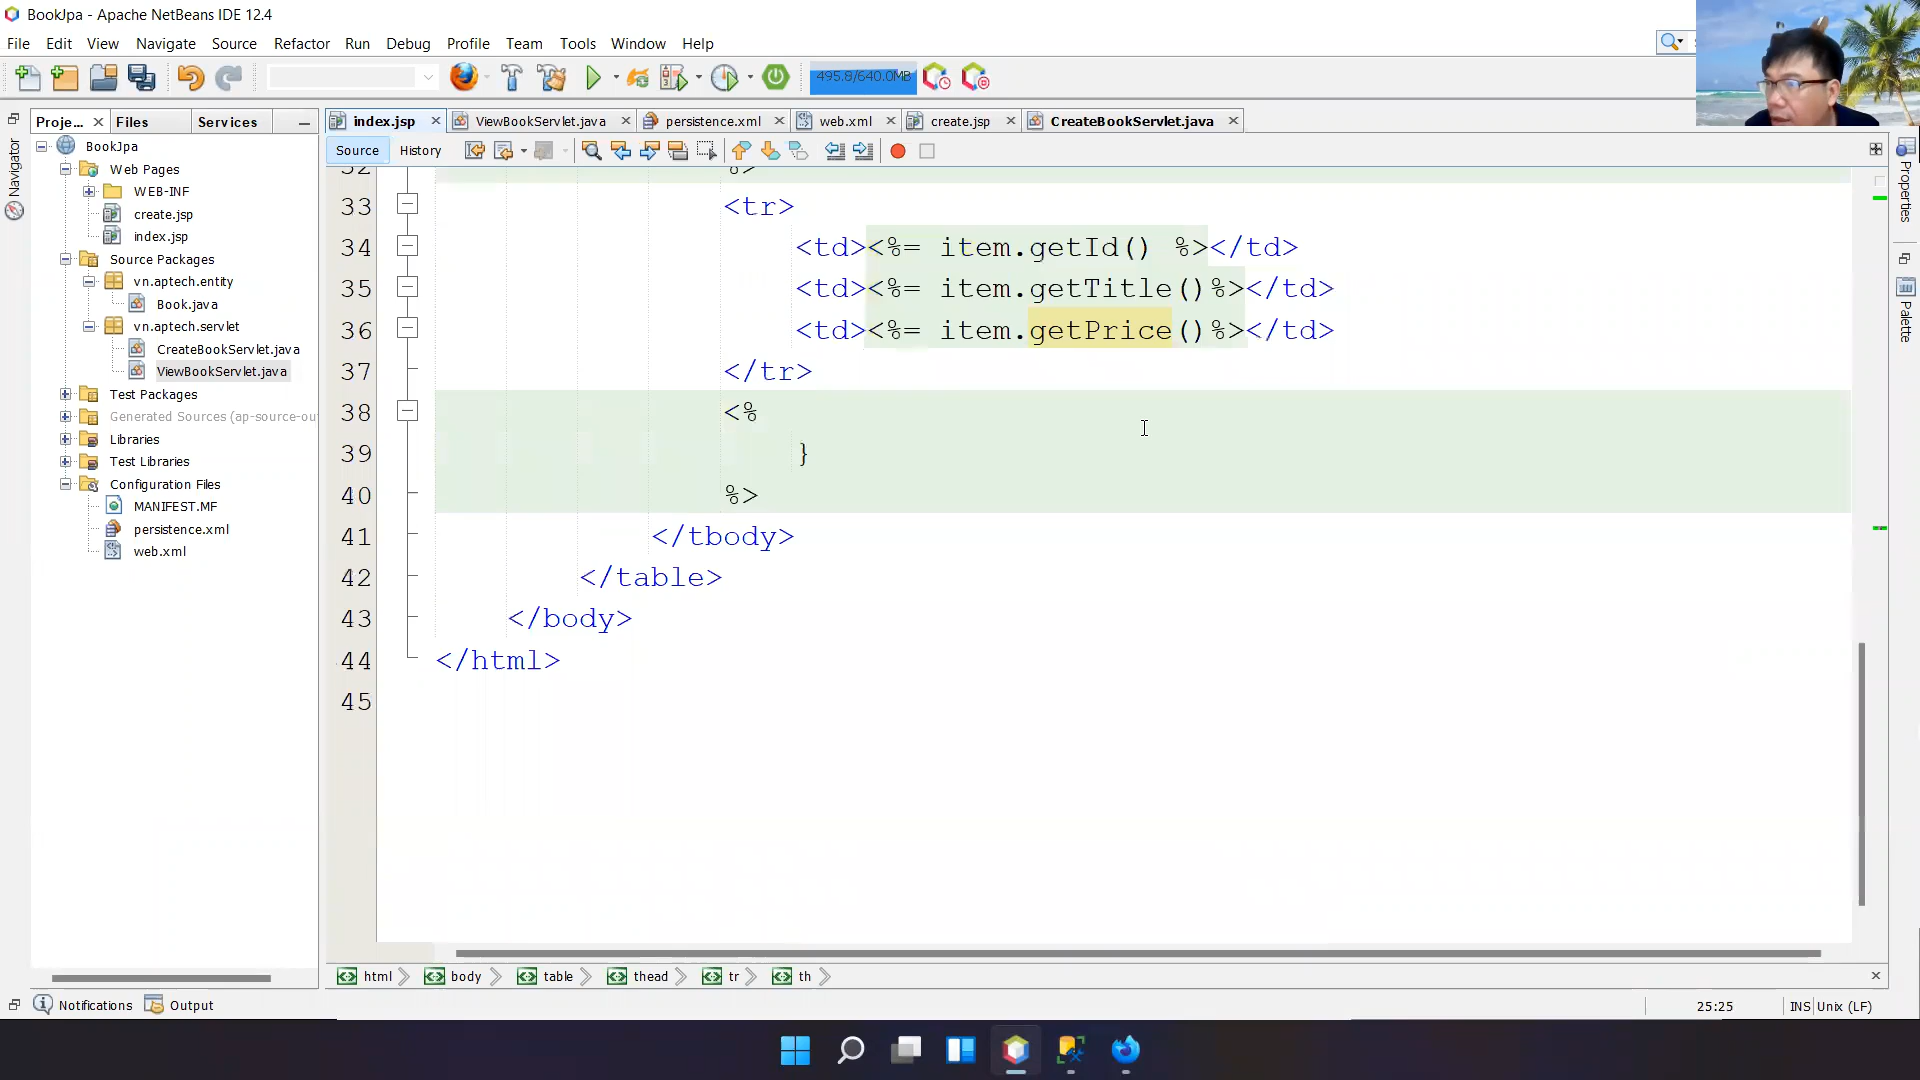 BookJpa - Apache NetBeans IDE 12.4
File Edit View Navigate Source Refactor Run Debug Profile Team Tools Window Help
495.8/640.0MB
Proje... Files Services
index.jsp ViewBookServlet.java persistence.xml web.xml create.jsp CreateBookServlet.java
Source History
Navigator
BookJpa
Web Pages
WEB-INF
create.jsp
index.jsp
Source Packages
vn.aptech.entity
Book.java
vn.aptech.servlet
CreateBookServlet.java
ViewBookServlet.java
Test Packages
Generated Sources (ap-source-ou
Libraries
Test Libraries
Configuration Files
MANIFEST.MF
persistence.xml
web.xml
32 %>
33 <tr>
34 <td><%= item.getId() %></td>
35 <td><%= item.getTitle()%></td>
36 <td><%= item.getPrice()%></td>
37 </tr>
38 <%
39 }
40 %>
41 </tbody>
42 </table>
43 </body>
44 </html>
45
Properties
Palette
html body table thead tr th
Notifications Output
25:25 INS Unix (LF)